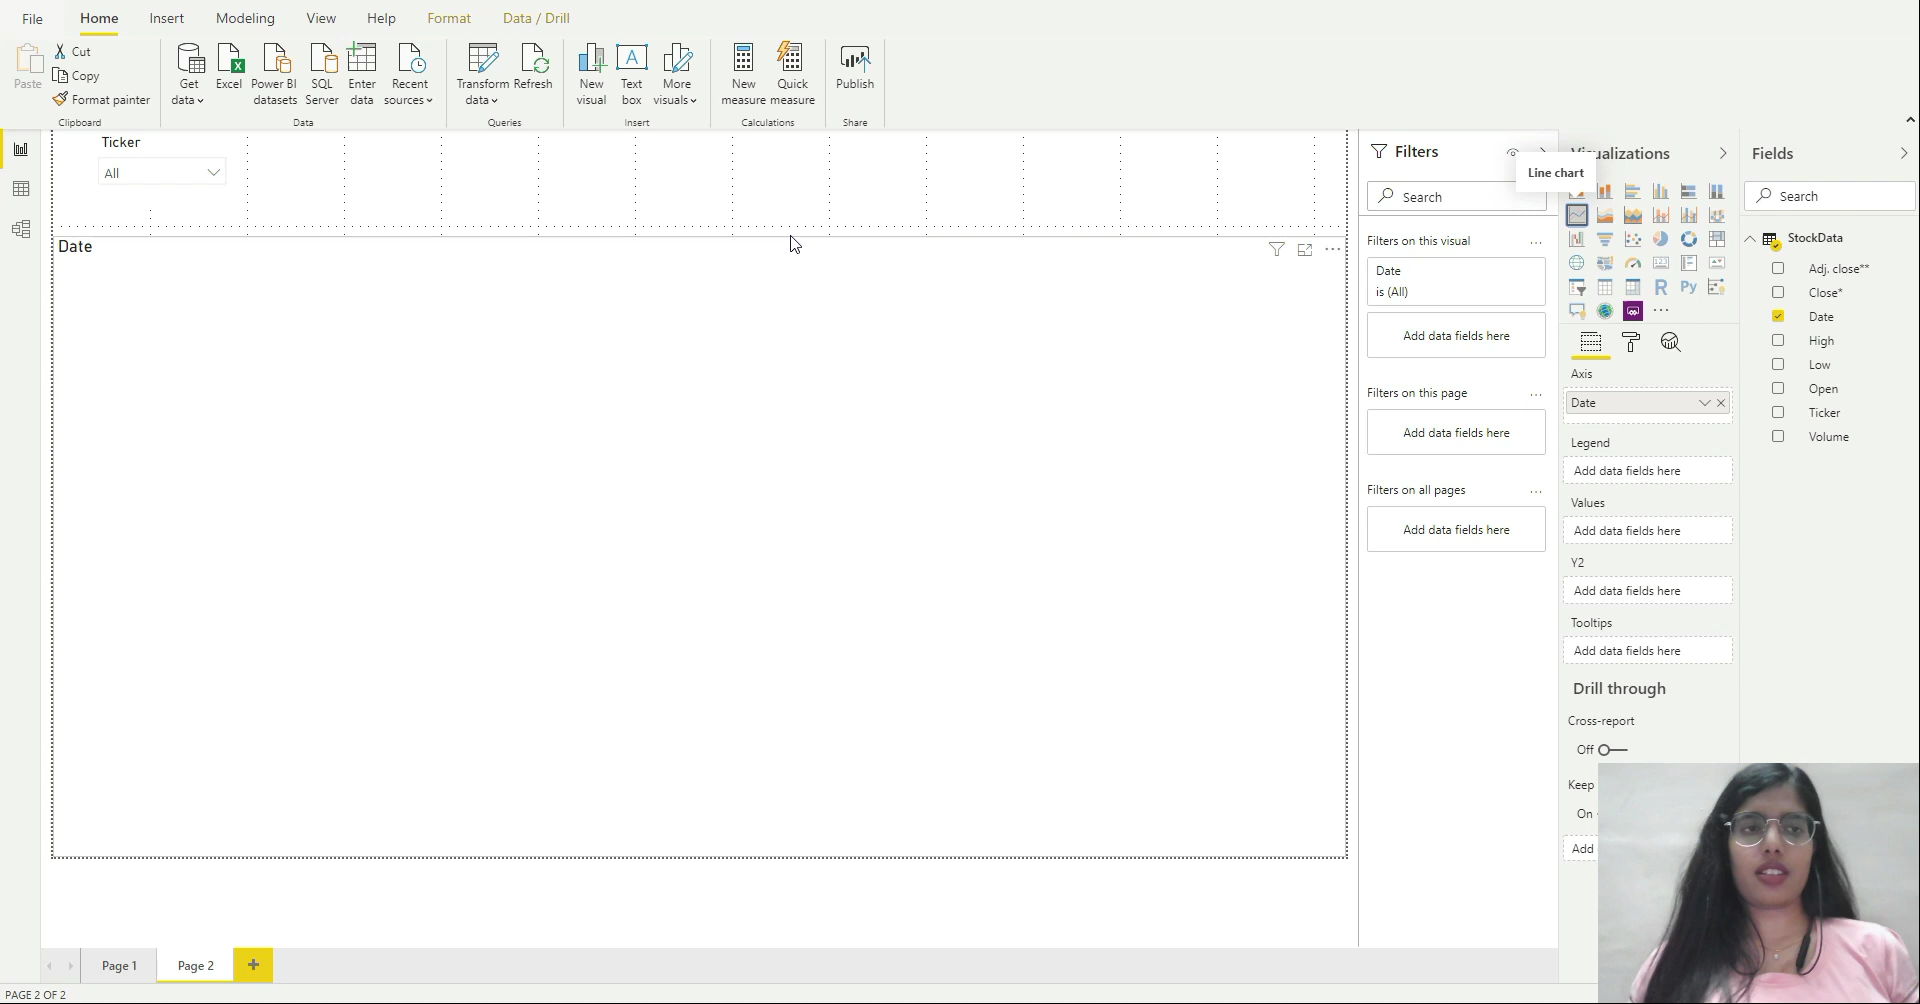 File Home Insert Modeling View Help Format Data / Drill
Paste
Cut
Copy
Format painter
Clipboard
Get data
Excel
Power BI datasets
SQL Server
Enter data
Recent sources
Data
Transform data
Refresh
Queries
New visual
Text box
More visuals
Insert
New measure
Quick measure
Calculations
Publish
Share
Ticker
All
Date
Filters
Search
Filters on this visual
Date
is (All)
Add data fields here
Filters on this page
Add data fields here
Filters on all pages
Add data fields here
Visualizations
Line chart
R Py
Axis
Date
Legend
Add data fields here
Values
Add data fields here
Y2
Add data fields here
Tooltips
Add data fields here
Drill through
Cross-report
Off
Keep
On
Add
Fields
Search
StockData
Adj. close**
Close*
Date
High
Low
Open
Ticker
Volume
Page 1
Page 2
PAGE 2 OF 2